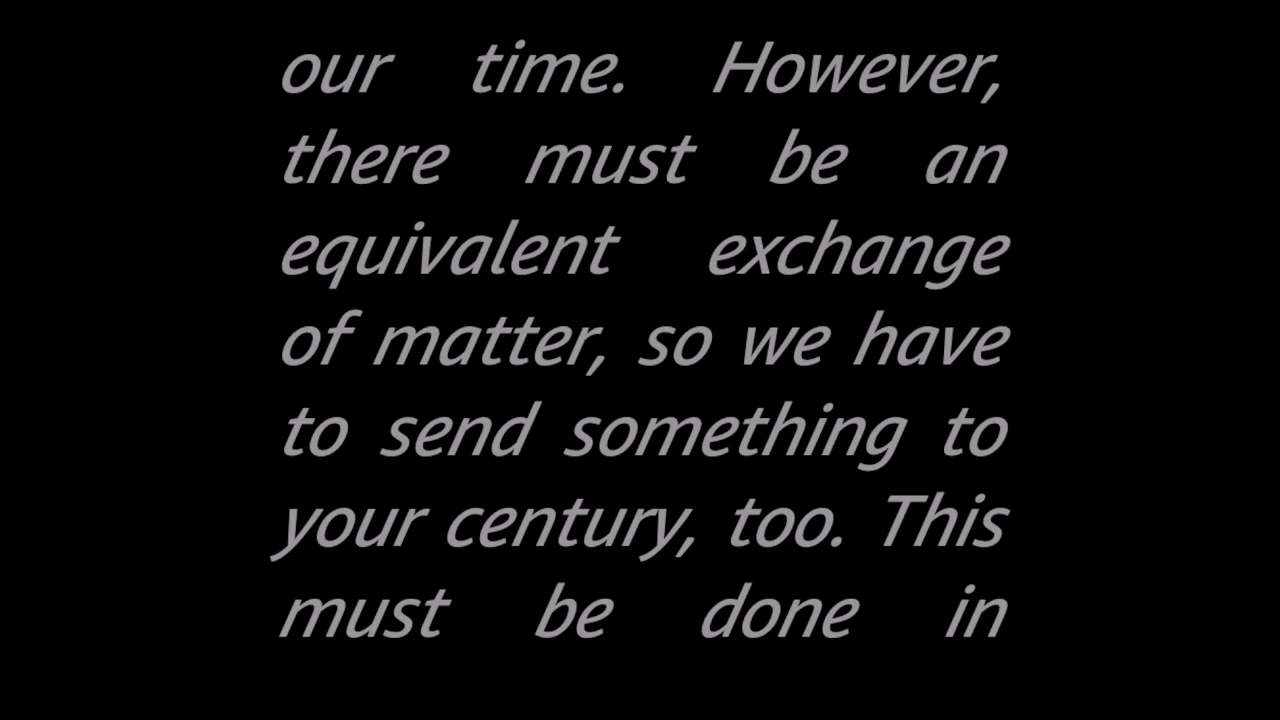 our time. However,
there must be an
equivalent exchange
of matter, so we have
to send something to
your century, too. This
must be done in